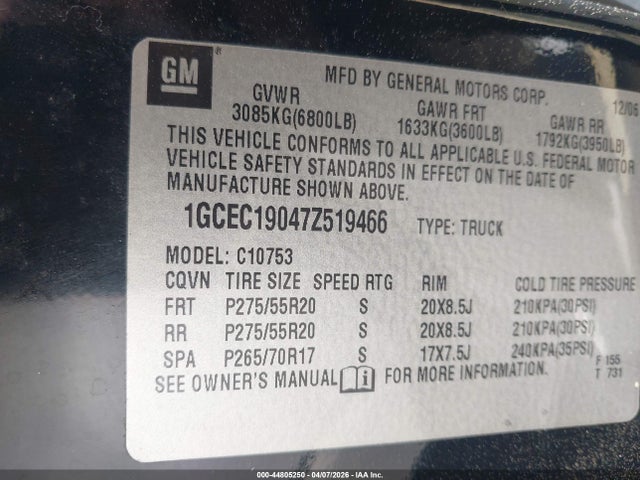 GM
MFD BY GENERAL MOTORS CORP.
12/06
GVWR GAWR FRT GAWR RR
3085KG(6800LB) 1633KG(3600LB) 1792KG(3950LB)
THIS VEHICLE CONFORMS TO ALL APPLICABLE U.S. FEDERAL MOTOR
VEHICLE SAFETY STANDARDS IN EFFECT ON THE DATE OF
MANUFACTURE SHOWN ABOVE.
1GCEC19047Z519466 TYPE: TRUCK
MODEL: C10753
CQVN TIRE SIZE SPEED RTG RIM COLD TIRE PRESSURE
FRT P275/55R20 S 20X8.5J 210KPA(30PSI)
RR P275/55R20 S 20X8.5J 210KPA(30PSI)
SPA P265/70R17 S 17X7.5J 240KPA(35PSI)
SEE OWNER'S MANUAL i FOR MORE INFORMATION.
F 155
T 731
000-44805250 - 04/07/2026 - IAAI.com